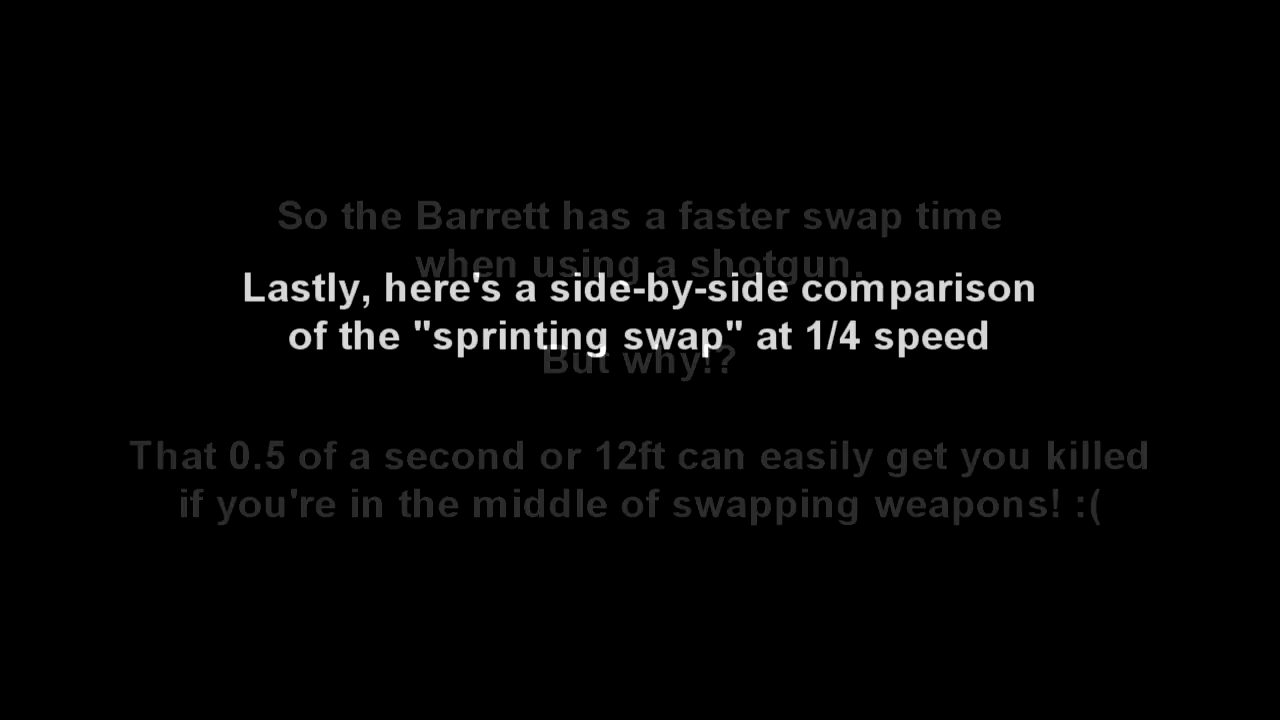 So the Barrett has a faster swap time
when using a shotgun.
Lastly, here's a side-by-side comparison
of the "sprinting swap" at 1/4 speed
But why!?
That 0.5 of a second or 12ft can easily get you killed
if you're in the middle of swapping weapons! :(